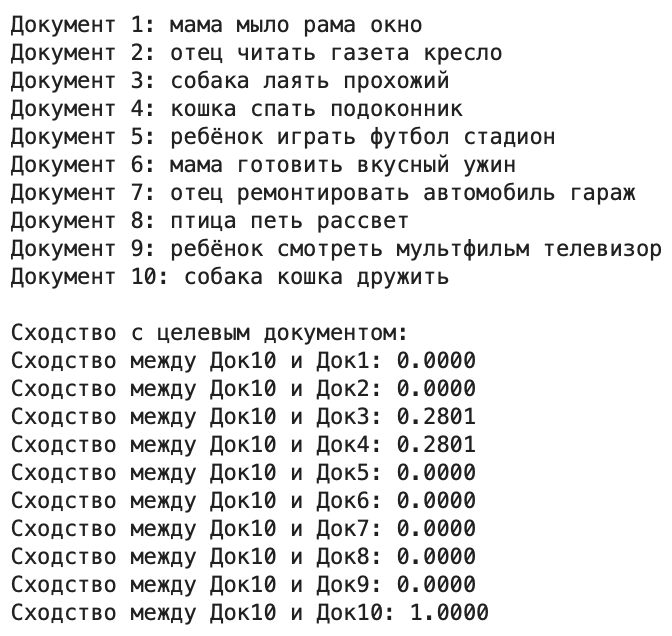 Документ 1: мама мыло рама окно
Документ 2: отец читать газета кресло
Документ 3: собака лаять прохожий
Документ 4: кошка спать подоконник
Документ 5: ребёнок играть футбол стадион
Документ 6: мама готовить вкусный ужин
Документ 7: отец ремонтировать автомобиль гараж
Документ 8: птица петь рассвет
Документ 9: ребёнок смотреть мультфильм телевизор
Документ 10: собака кошка дружить

Сходство с целевым документом:
Сходство между Док10 и Док1: 0.0000
Сходство между Док10 и Док2: 0.0000
Сходство между Док10 и Док3: 0.2801
Сходство между Док10 и Док4: 0.2801
Сходство между Док10 и Док5: 0.0000
Сходство между Док10 и Док6: 0.0000
Сходство между Док10 и Док7: 0.0000
Сходство между Док10 и Док8: 0.0000
Сходство между Док10 и Док9: 0.0000
Сходство между Док10 и Док10: 1.0000